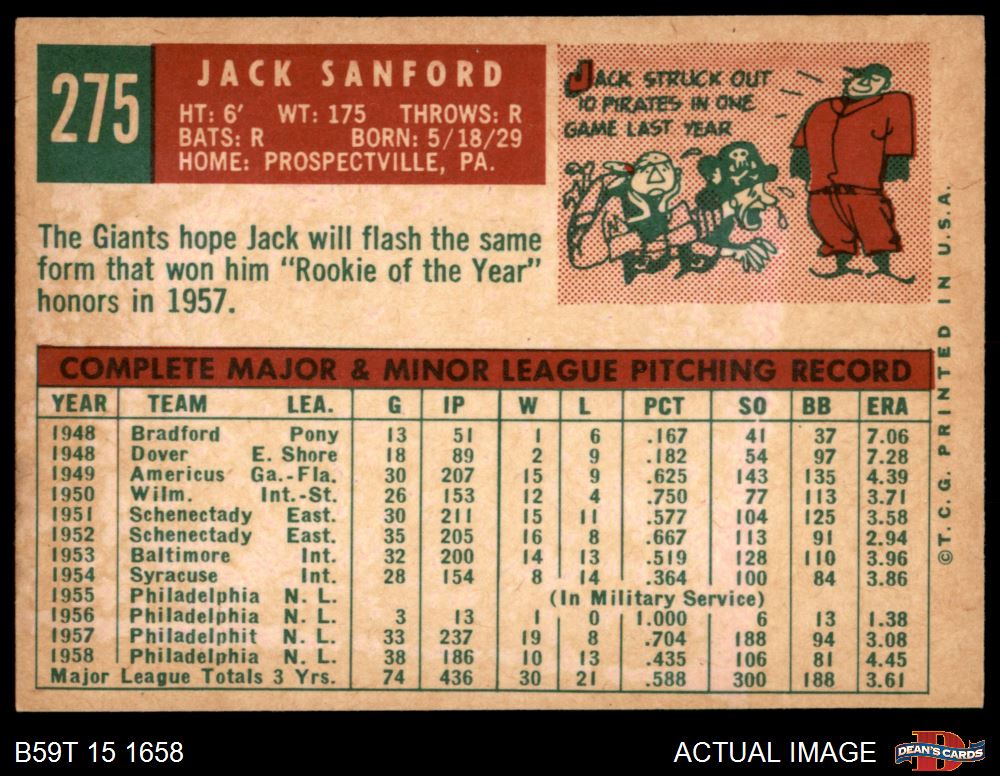 275
JACK SANFORD
HT: 6' WT: 175 THROWS: R
BATS: R BORN: 5/18/29
HOME: PROSPECTVILLE, PA.
JACK STRUCK OUT
10 PIRATES IN ONE
GAME LAST YEAR
The Giants hope Jack will flash the same
form that won him "Rookie of the Year"
honors in 1957.
COMPLETE MAJOR & MINOR LEAGUE PITCHING RECORD
YEAR TEAM LEA. G IP W L PCT SO BB ERA
1948 Bradford Pony 13 51 1 6 .167 41 37 7.06
1948 Dover E. Shore 18 89 2 9 .182 54 97 7.28
1949 Americus Ga.-Fla. 30 207 15 9 .625 143 135 4.39
1950 Wilm. Int.-St. 26 153 12 4 .750 77 113 3.71
1951 Schenectady East. 30 211 15 11 .577 104 125 3.58
1952 Schenectady East. 35 205 16 8 .667 113 91 2.94
1953 Baltimore Int. 32 200 14 13 .519 128 110 3.96
1954 Syracuse Int. 28 154 8 14 .364 100 84 3.86
1955 Philadelphia N. L. (In Military Service)
1956 Philadelphia N. L. 3 13 1 0 1.000 6 13 1.38
1957 Philadelphit N. L. 33 237 19 8 .704 188 94 3.08
1958 Philadelphia N. L. 38 186 10 13 .435 106 81 4.45
Major League Totals 3 Yrs. 74 436 30 21 .588 300 188 3.61
© T. C. G. PRINTED IN U.S.A.
B59T 15 1658
ACTUAL IMAGE
D
DEAN'S CARDS